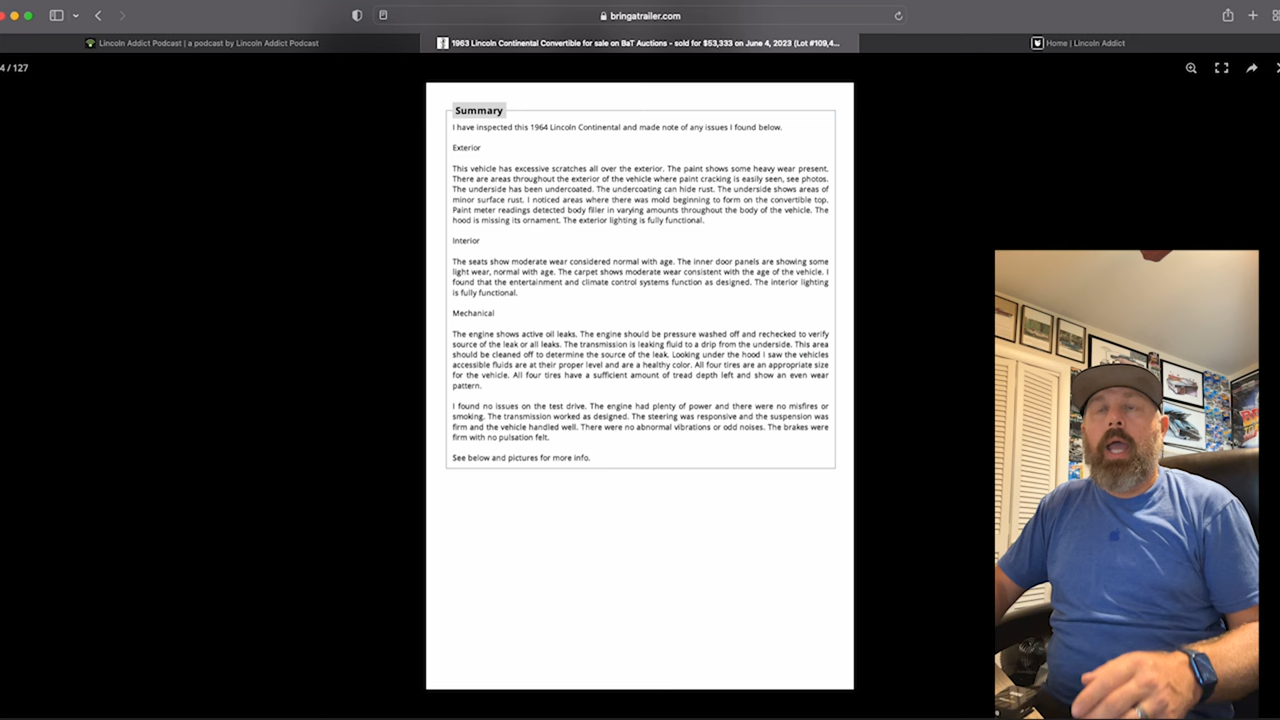 bringatrailer.com
Lincoln Addict Podcast | a podcast by Lincoln Addict Podcast
1963 Lincoln Continental Convertible for sale on BaT Auctions - sold for $53,333 on June 4, 2023 (Lot #109,4...
Home | Lincoln Addict
4 / 127
Summary
I have inspected this 1964 Lincoln Continental and made note of any issues I found below.
Exterior
This vehicle has excessive scratches all over the exterior. The paint shows some heavy wear present.
There are areas throughout the exterior of the vehicle where paint cracking is easily seen, see photos.
The underside has been undercoated. The undercoating can hide rust. The underside shows areas of
minor surface rust. I noticed areas where there was mold beginning to form on the convertible top.
Paint meter readings detected body filler in varying amounts throughout the body of the vehicle. The
hood is missing its ornament. The exterior lighting is fully functional.
Interior
The seats show moderate wear considered normal with age. The inner door panels are showing some
light wear, normal with age. The carpet shows moderate wear consistent with the age of the vehicle. I
found that the entertainment and climate control systems function as designed. The interior lighting
is fully functional.
Mechanical
The engine shows active oil leaks. The engine should be pressure washed off and rechecked to verify
source of the leak or all leaks. The transmission is leaking fluid to a drip from the underside. This area
should be cleaned off to determine the source of the leak. Looking under the hood I saw the vehicles
accessible fluids are at their proper level and are a healthy color. All four tires are an appropriate size
for the vehicle. All four tires have a sufficient amount of tread depth left and show an even wear
pattern.
I found no issues on the test drive. The engine had plenty of power and there were no misfires or
smoking. The transmission worked as designed. The steering was responsive and the suspension was
firm and the vehicle handled well. There were no abnormal vibrations or odd noises. The brakes were
firm with no pulsation felt.
See below and pictures for more info.